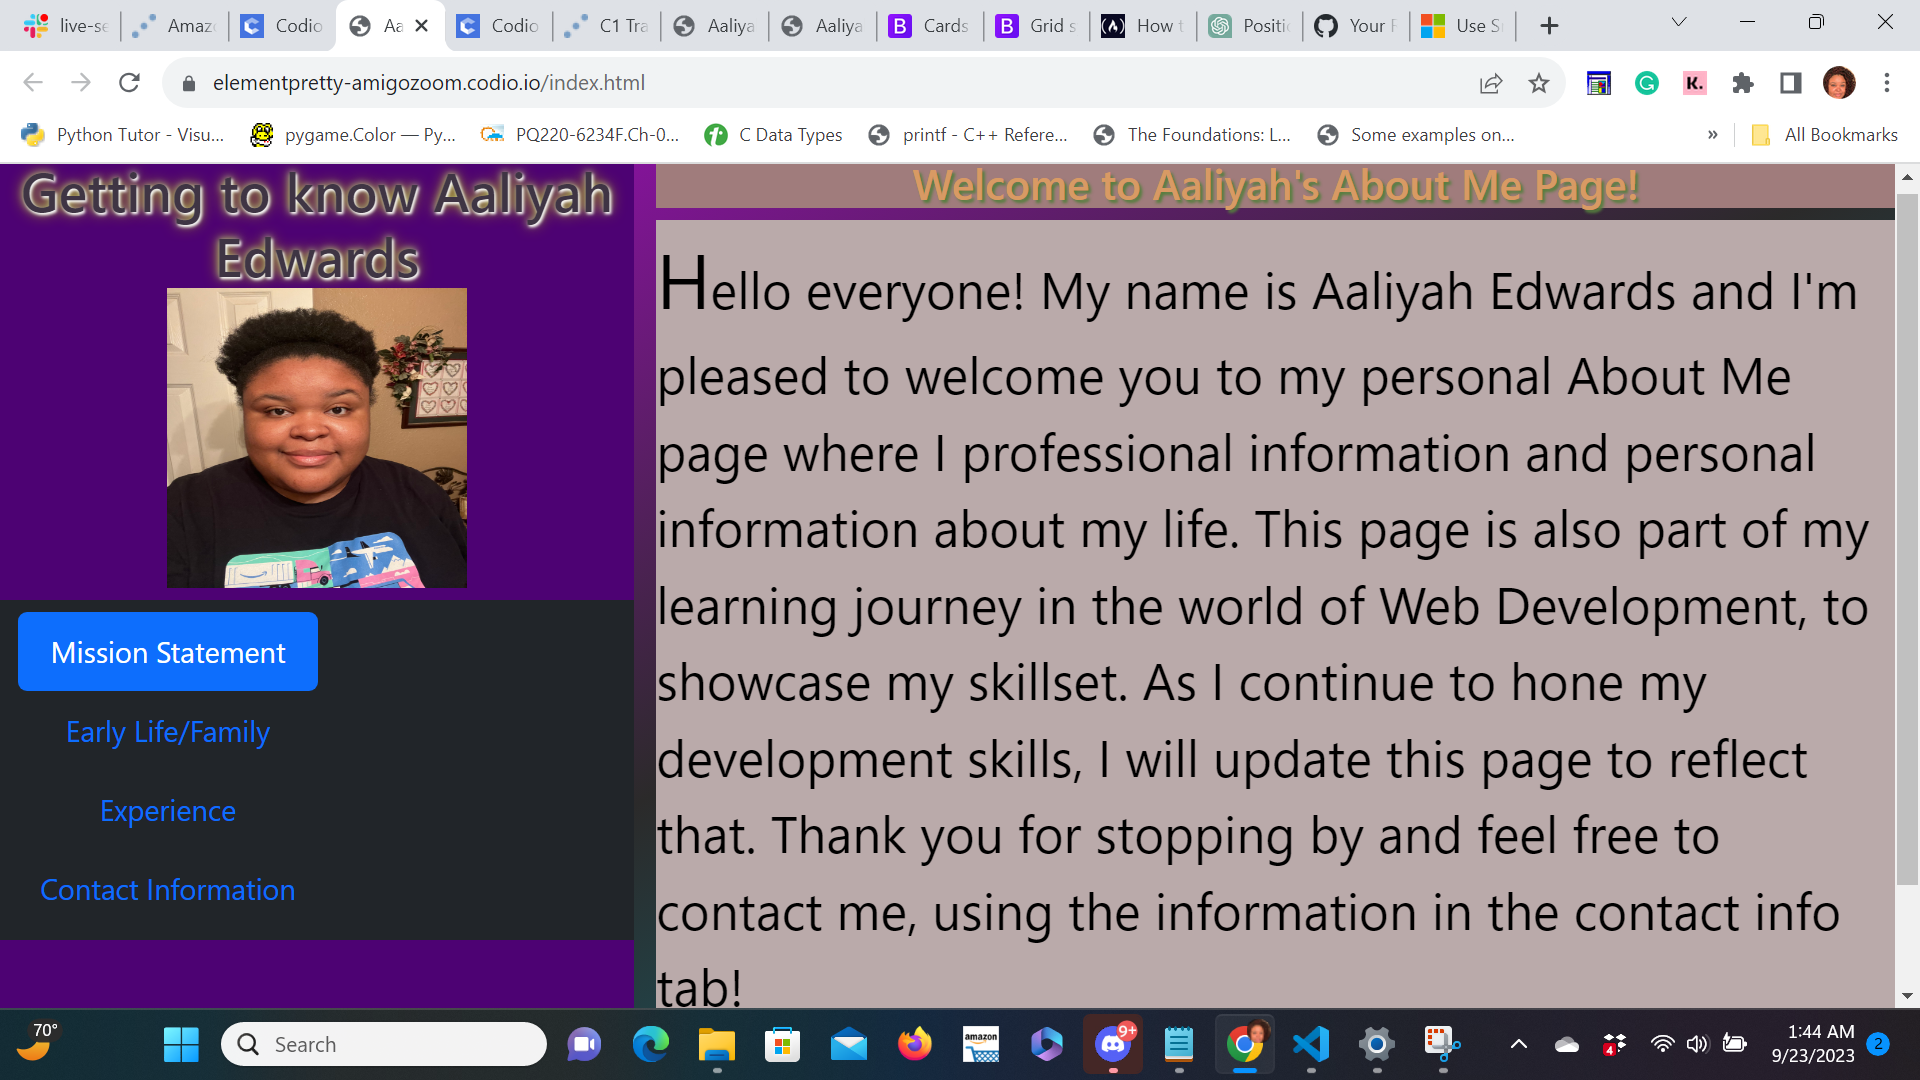 live-se
Amaz
Codio
Aa
Codio
C1 Tra
Aaliya
Aaliya
B Cards
B Grid s
How t
Positio
Your R
Use Sn
elementpretty-amigozoom.codio.io/index.html
K.
Python Tutor - Visu...
pygame.Color — Py...
PQ220-6234F.Ch-0...
C Data Types
printf - C++ Refere...
The Foundations: L...
Some examples on...
»
All Bookmarks
Getting to know Aaliyah
Edwards
Mission Statement
Early Life/Family
Experience
Contact Information
Welcome to Aaliyah's About Me Page!
Hello everyone! My name is Aaliyah Edwards and I'm
pleased to welcome you to my personal About Me
page where I professional information and personal
information about my life. This page is also part of my
learning journey in the world of Web Development, to
showcase my skillset. As I continue to hone my
development skills, I will update this page to reflect
that. Thank you for stopping by and feel free to
contact me, using the information in the contact info
tab!
70°
Search
amazon
9+
4
1:44 AM
9/23/2023
2